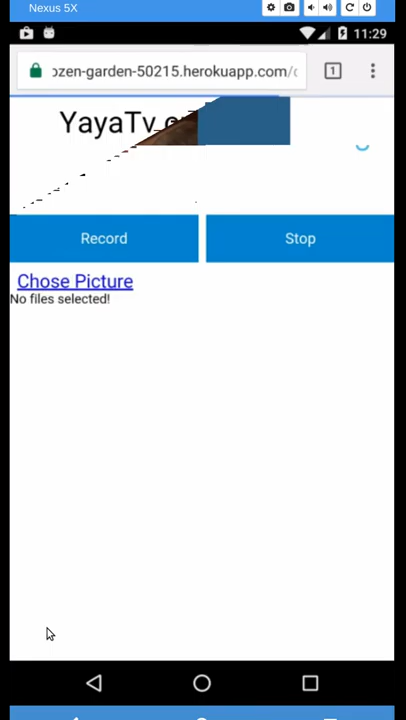 Nexus 5X
11:29
ozen-garden-50215.herokuapp.com/
1
YayaTv
Record
Stop
Chose Picture
No files selected!